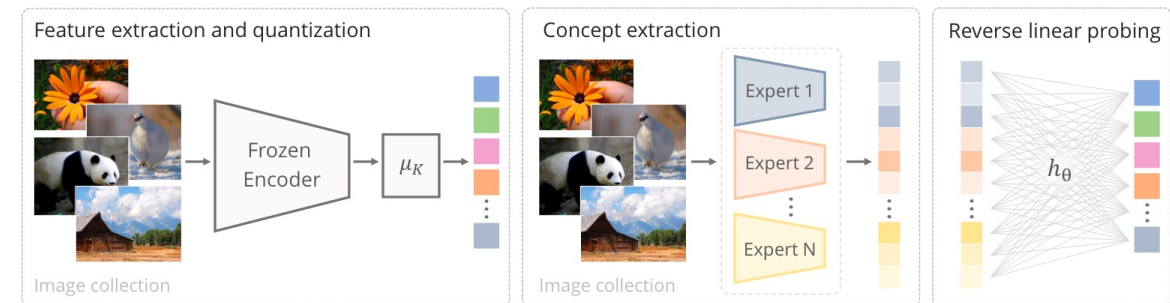 Feature extraction and quantization
Frozen
Encoder
μ_K
Image collection
Concept extraction
Expert 1
Expert 2
Expert N
Image collection
Reverse linear probing
h_θ